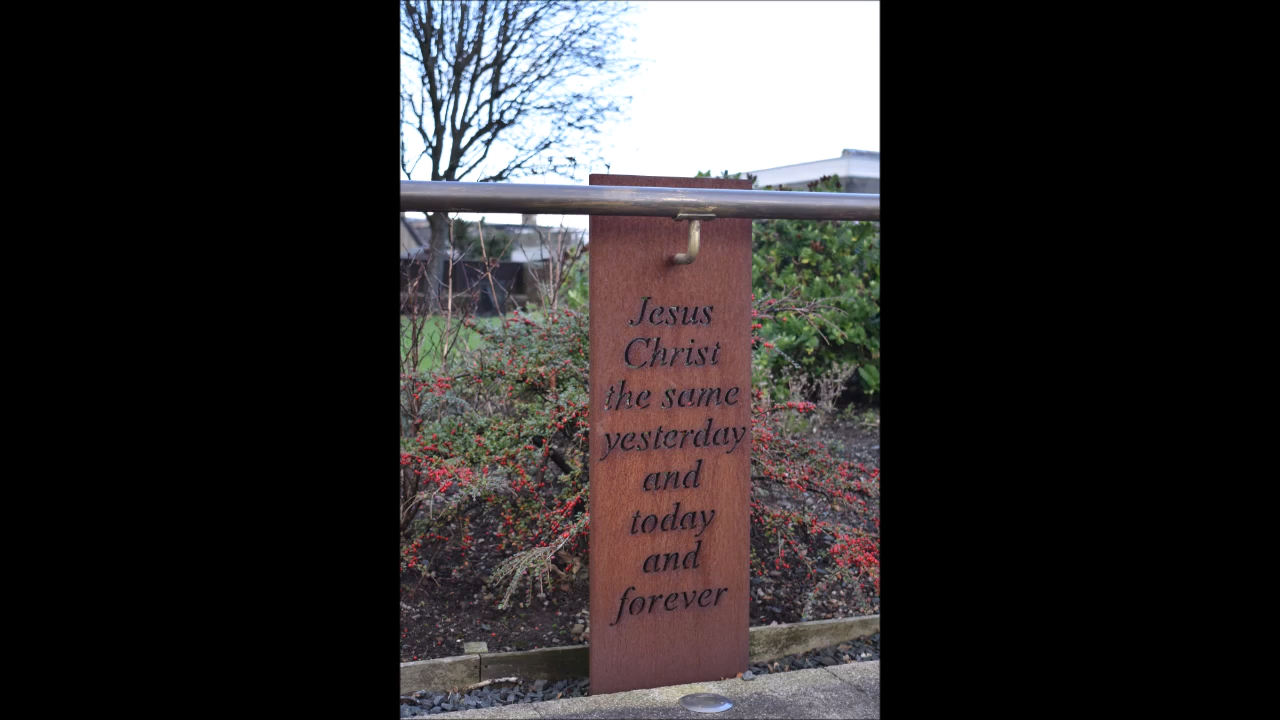 Jesus
Christ
the same
yesterday
and
today
and
forever